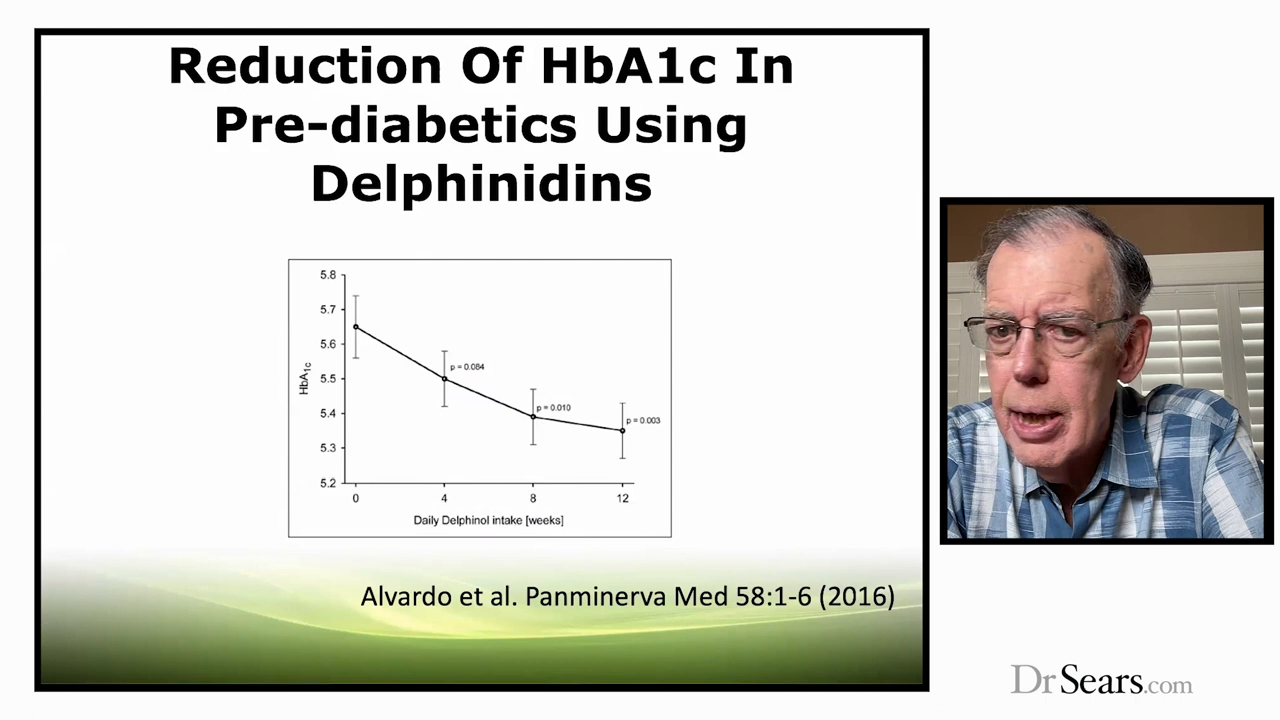 Reduction Of HbA1c In
Pre-diabetics Using
Delphinidins
5.8
5.7
5.6
5.5
5.4
5.3
5.2
HbA1c
p = 0.084
p = 0.010
p = 0.003
0 4 8 12
Daily Delphinol intake [weeks]
Alvardo et al. Panminerva Med 58:1-6 (2016)
DrSears.com